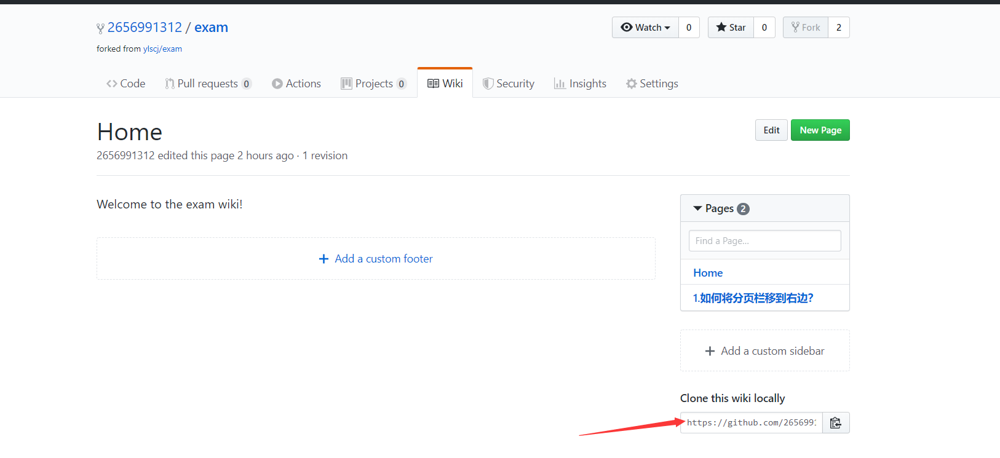 2656991312 / exam
Watch 0 Star 0 Fork 2
forked from ylscj/exam
Code Pull requests 0 Actions Projects 0 Wiki Security Insights Settings
Home
Edit New Page
2656991312 edited this page 2 hours ago · 1 revision
Welcome to the exam wiki!
Add a custom footer
Pages 2
Find a Page...
Home
1.如何将分页栏移到右边?
Add a custom sidebar
Clone this wiki locally
https://github.com/2656991